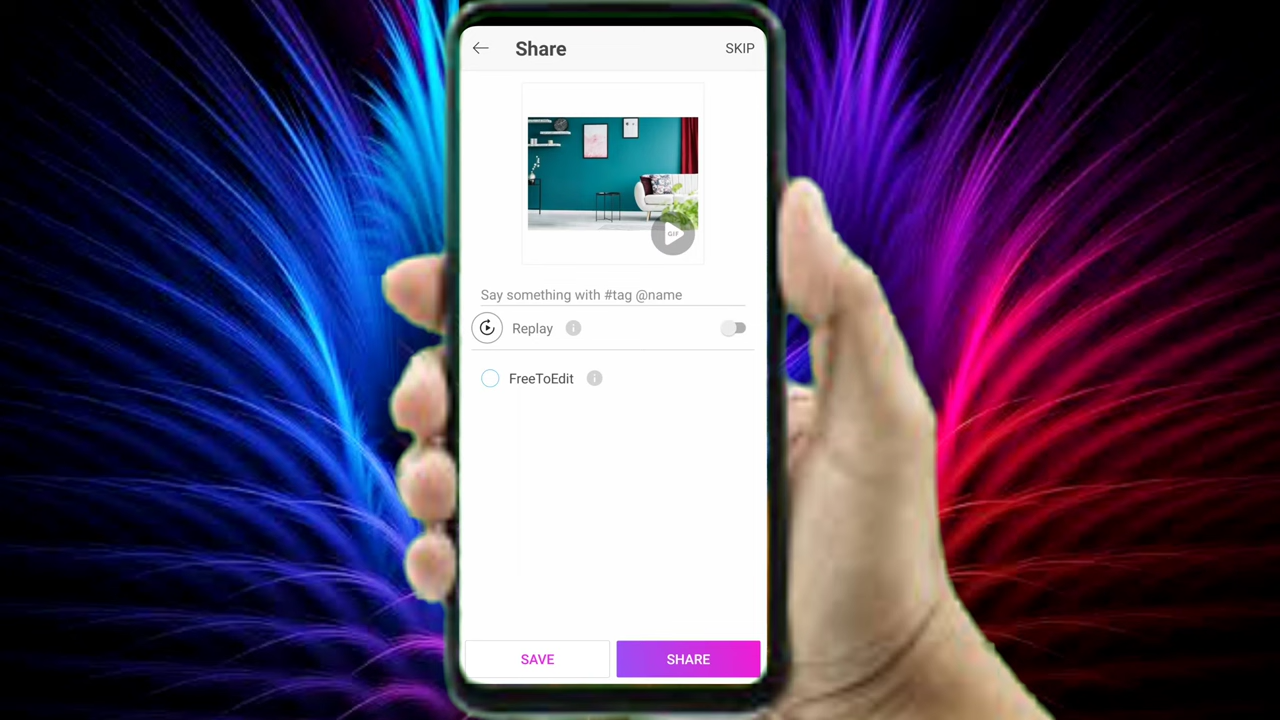 Share
SKIP
GIF
Say something with #tag @name
Replay
FreeToEdit
SAVE
SHARE